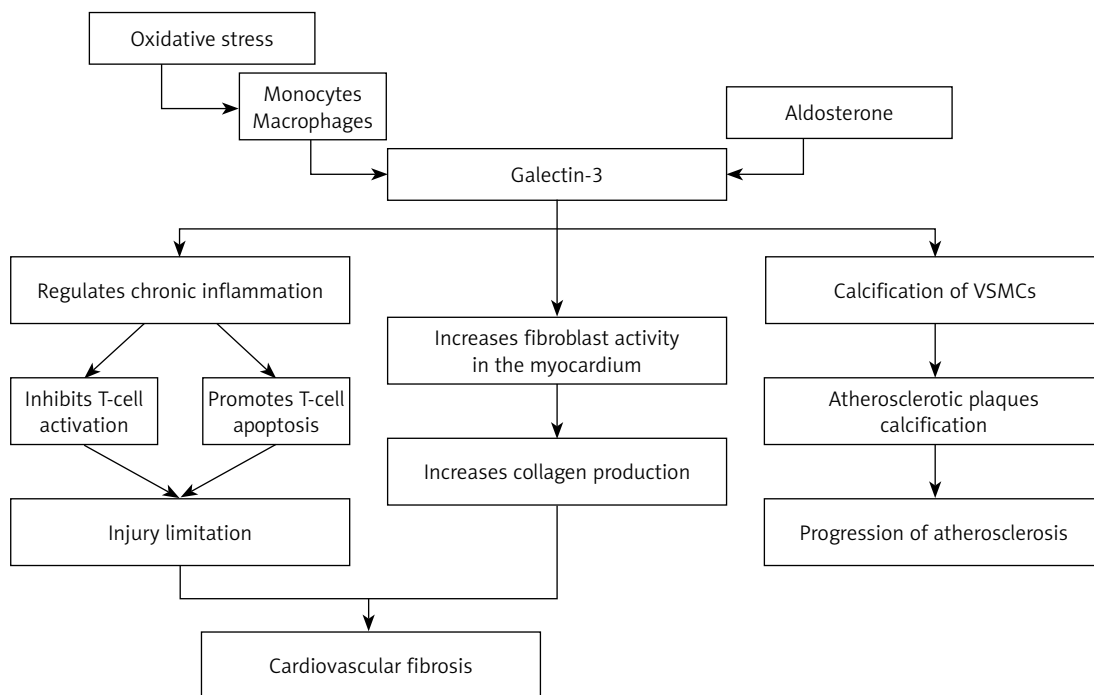 Oxidative stress
Monocytes
Macrophages
Aldosterone
Galectin-3
Regulates chronic inflammation
Calcification of VSMCs
Increases fibroblast activity
in the myocardium
Inhibits T-cell
activation
Promotes T-cell
apoptosis
Atherosclerotic plaques
calcification
Increases collagen production
Injury limitation
Progression of atherosclerosis
Cardiovascular fibrosis